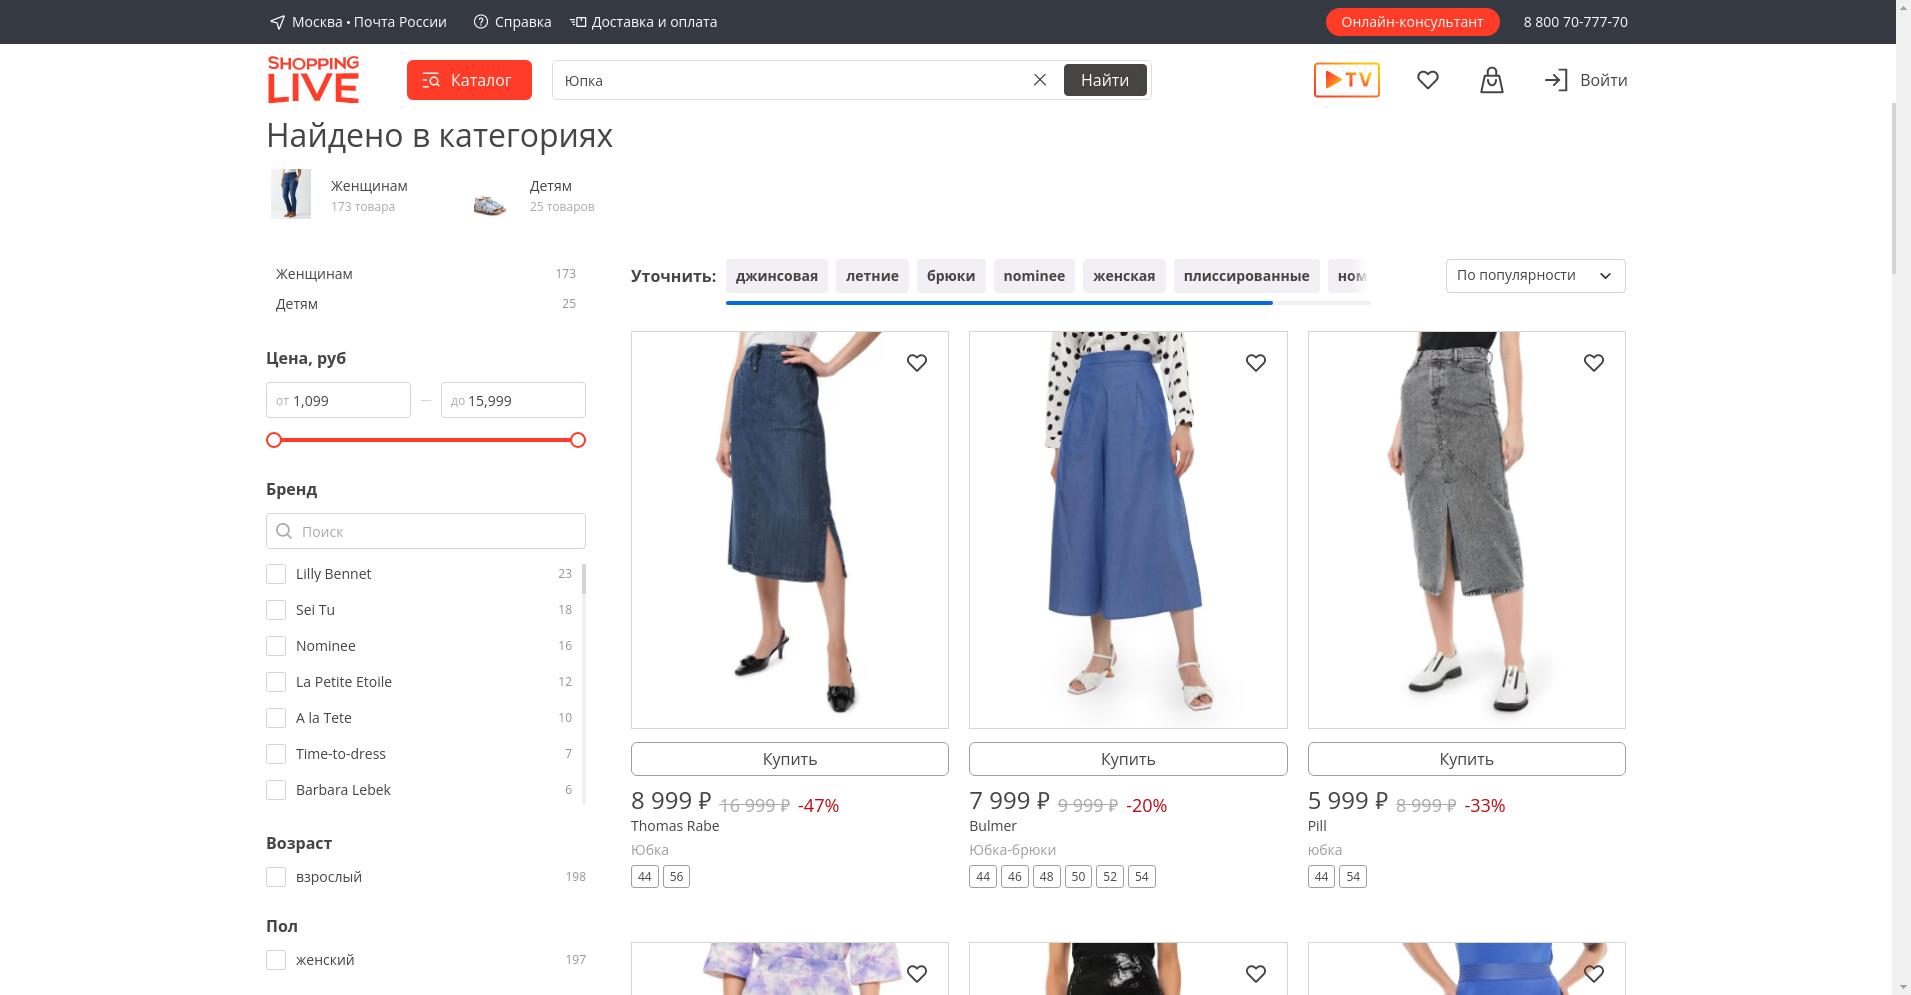 Москва • Почта России
Справка
Доставка и оплата
Онлайн-консультант
8 800 70-777-70
SHOPPING
LIVE
Каталог
Юпка
Найти
TV
Войти
Найдено в категориях
Женщинам
173 товара
Детям
25 товаров
Женщинам 173
Детям 25
Цена, руб
от 1,099 — до 15,999
Бренд
Поиск
Lilly Bennet 23
Sei Tu 18
Nominee 16
La Petite Etoile 12
A la Tete 10
Time-to-dress 7
Barbara Lebek 6
Возраст
взрослый 198
Пол
женский 197
Уточнить: джинсовая летние брюки nominee женская плиссированные ном
По популярности
Купить
8 999 ₽ 16 999 ₽ -47%
Thomas Rabe
Юбка
44 56
Купить
7 999 ₽ 9 999 ₽ -20%
Bulmer
Юбка-брюки
44 46 48 50 52 54
Купить
5 999 ₽ 8 999 ₽ -33%
Pill
юбка
44 54